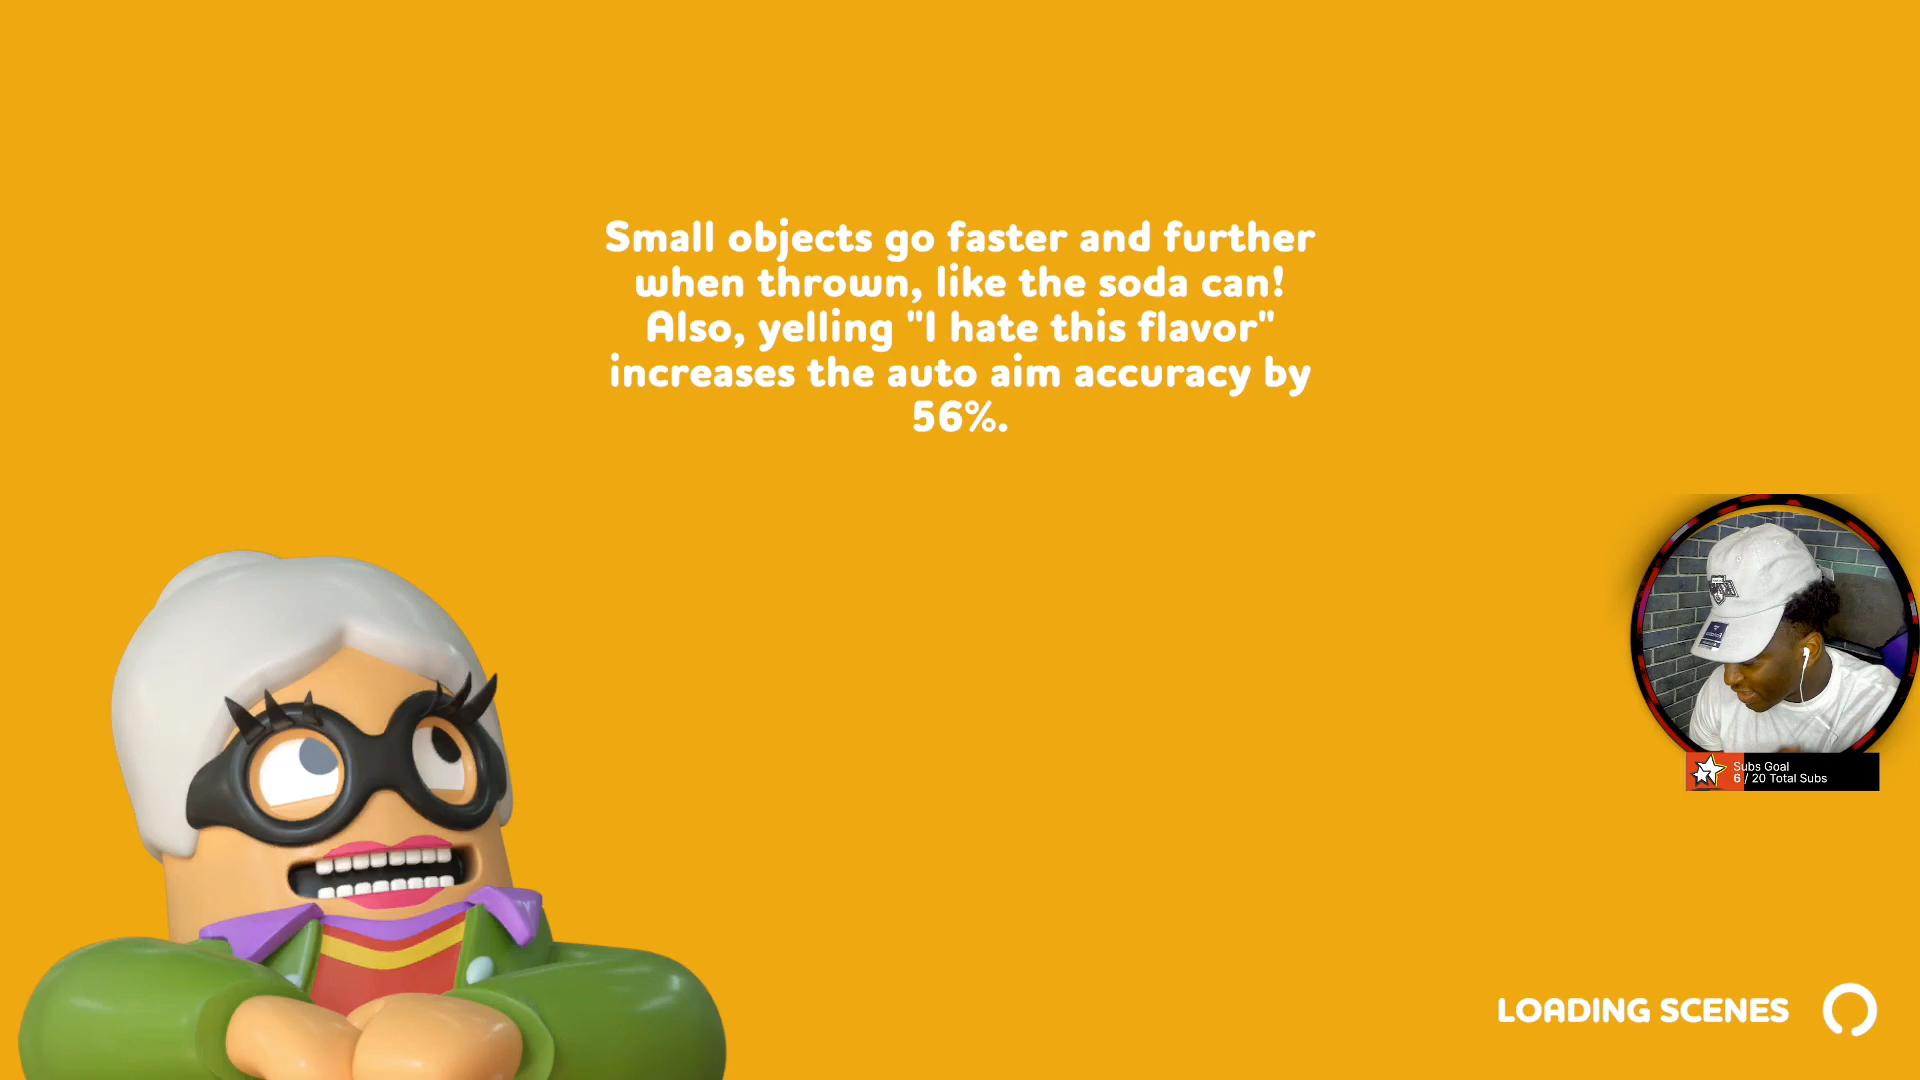 Small objects go faster and further
when thrown, like the soda can!
Also, yelling "I hate this flavor"
increases the auto aim accuracy by
56%.
Subs Goal
6 / 20 Total Subs
LOADING SCENES